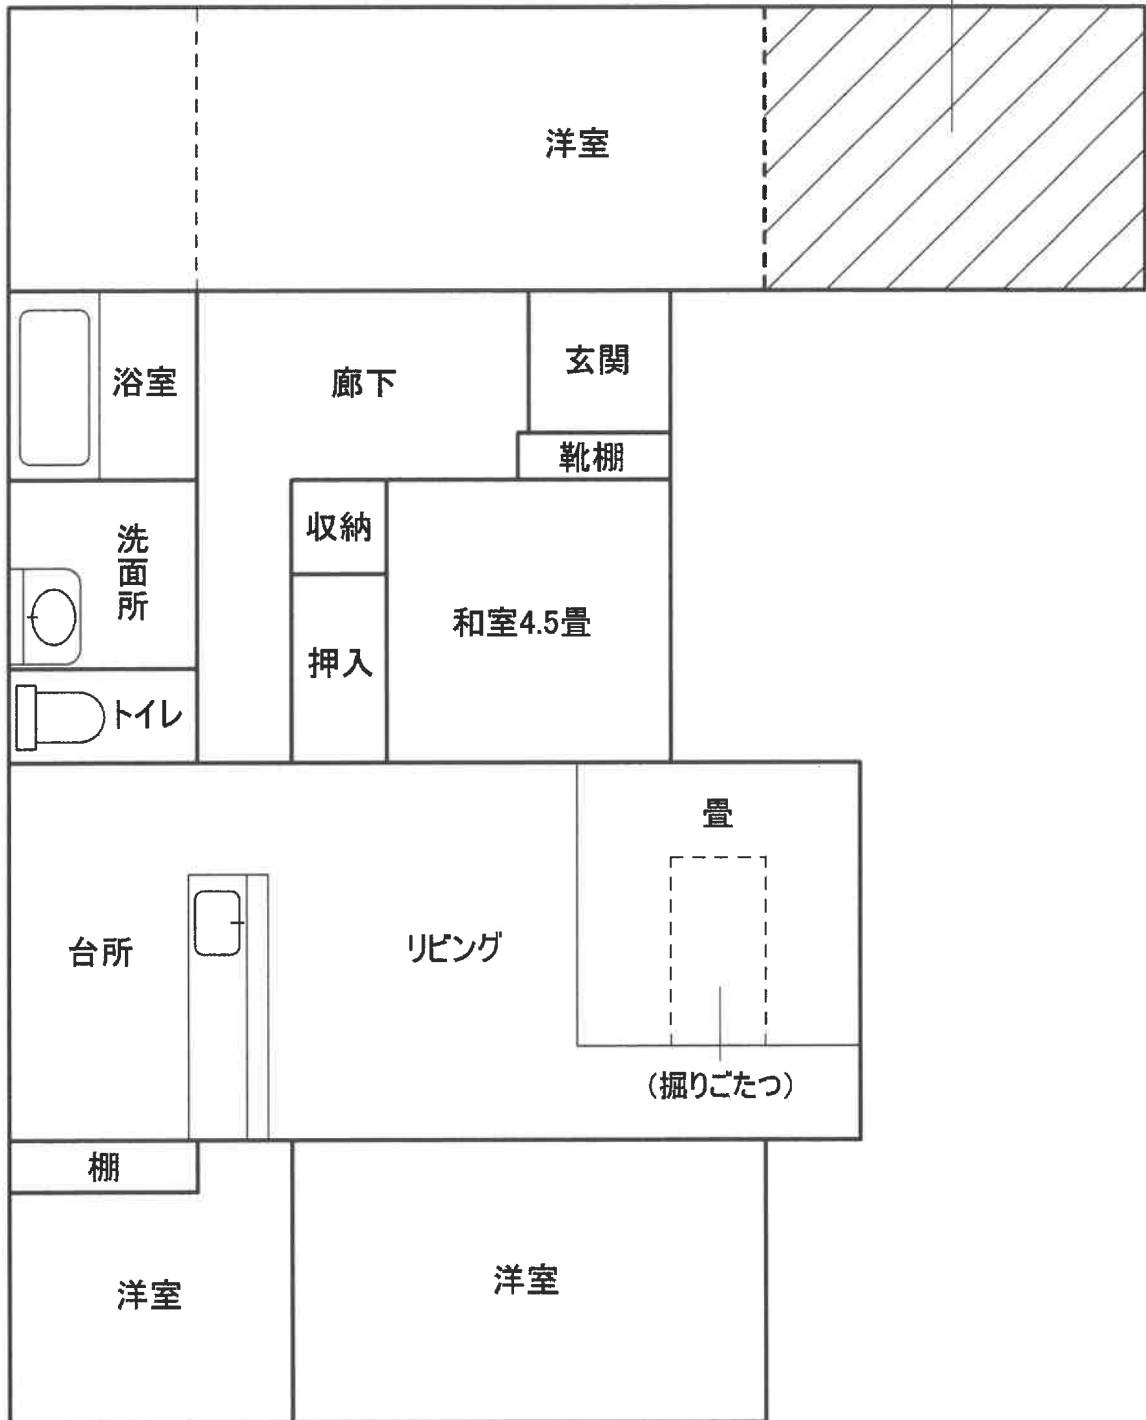 洋室
浴室
廊下
玄関
靴棚
洗面所
収納
和室4.5畳
押入
トイレ
畳
台所
リビング
(掘りごたつ)
棚
洋室
洋室